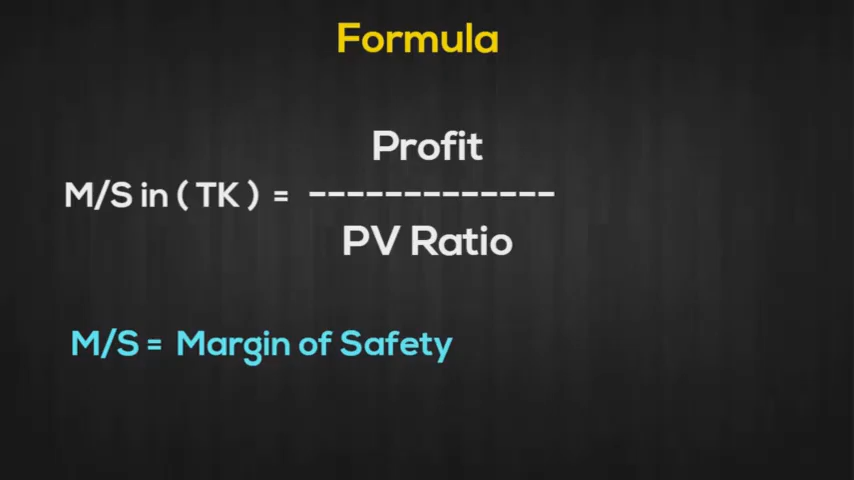 Formula
Profit
M/S in ( TK ) = -------------
PV Ratio
M/S = Margin of Safety